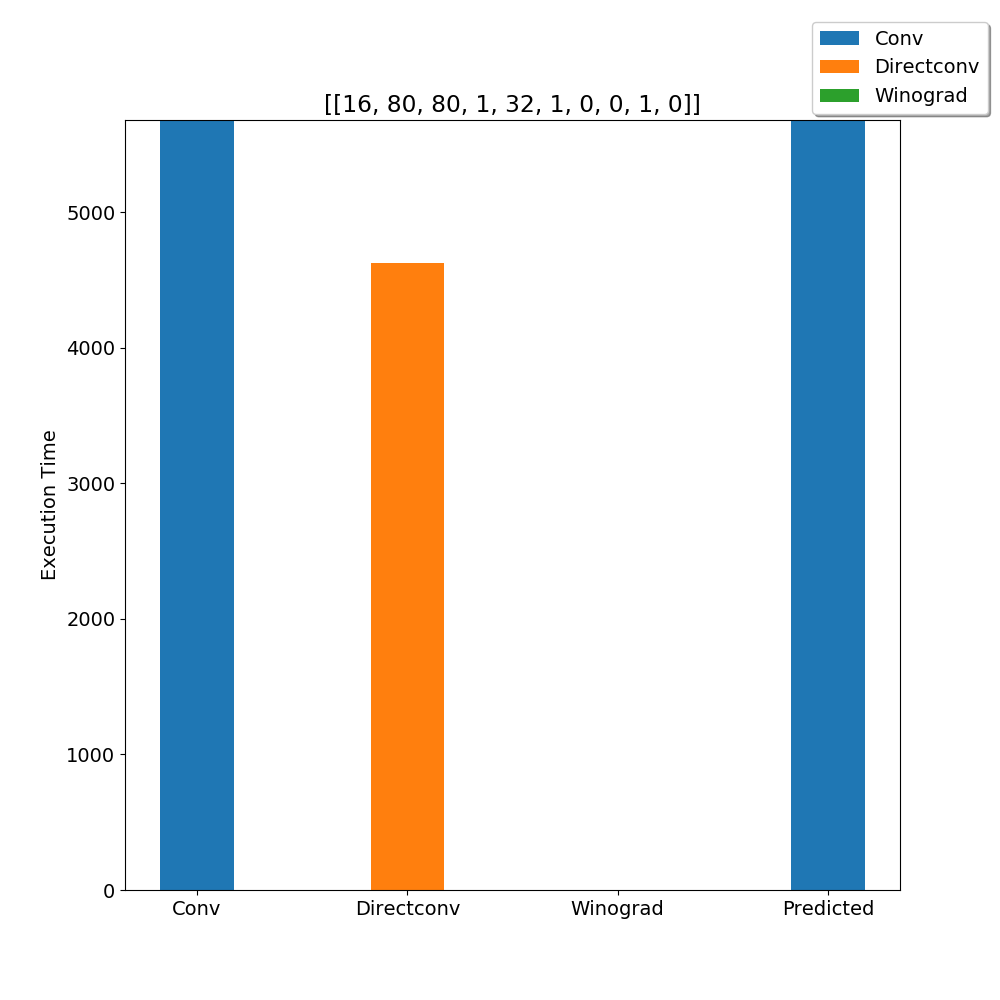 Conv
Directconv
Winograd
[[16, 80, 80, 1, 32, 1, 0, 0, 1, 0]]
Execution Time
5000
4000
3000
2000
1000
0
Conv Directconv Winograd Predicted